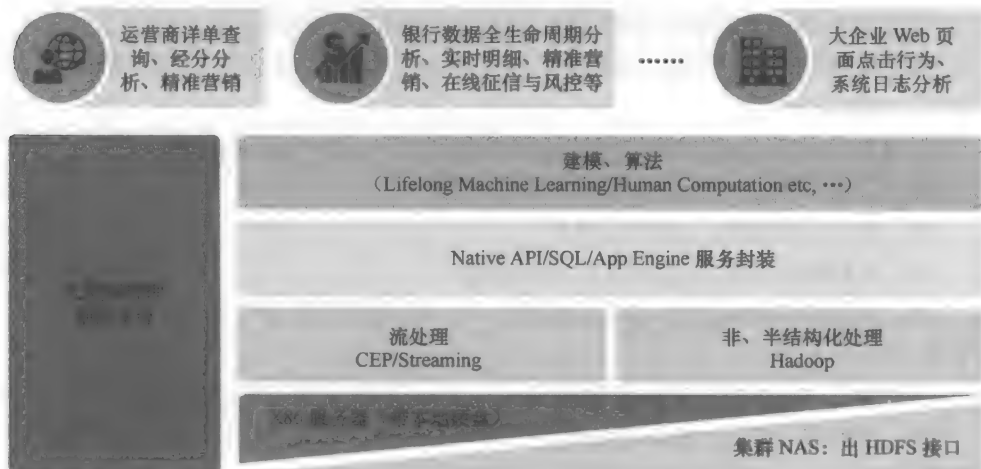 运营商详单查
询、经分分
析、精准营销
银行数据全生命周期分
析、实时明细、精准营
销、在线征信与风控等
……
大企业 Web 页
面点击行为、
系统日志分析
建模、算法
（Lifelong Machine Learning/Human Computation etc, …）
Native API/SQL/App Engine 服务封装
流处理
CEP/Streaming
非、半结构化处理
Hadoop
X86 服务器
集群 NAS：出 HDFS 接口